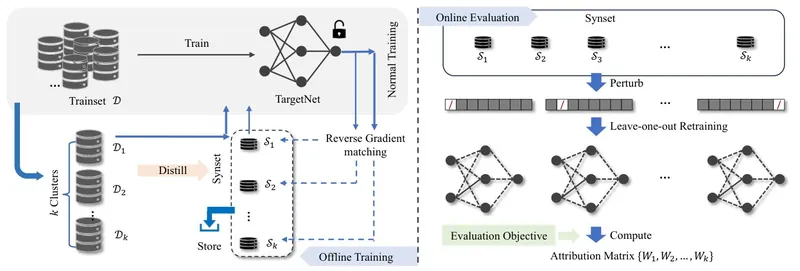 Train
Trainset 𝒟
TargetNet
Normal Training
𝒟₁
𝒟₂
...
𝒟ₖ
k Clusters
Distill
Synset
𝒮₁
𝒮₂
...
𝒮ₖ
Reverse Gradient
matching
Store
Offline Training
Online Evaluation
Synset
𝒮₁
𝒮₂
𝒮₃
...
𝒮ₖ
Perturb
...
Leave-one-out Retraining
...
Evaluation Objective
Compute
Attribution Matrix {W₁, W₂, ..., Wₖ}